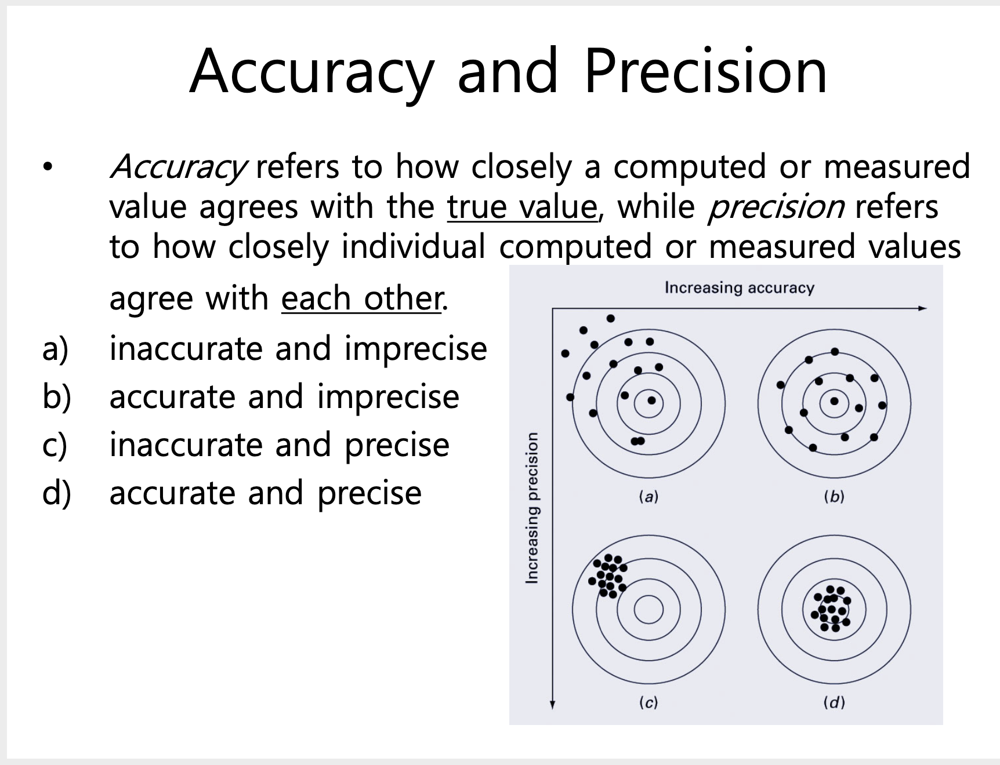 Accuracy and Precision
• Accuracy refers to how closely a computed or measured
value agrees with the true value, while precision refers
to how closely individual computed or measured values
agree with each other.
a) inaccurate and imprecise
b) accurate and imprecise
c) inaccurate and precise
d) accurate and precise
Increasing accuracy
Increasing precision
(a)
(b)
(c)
(d)